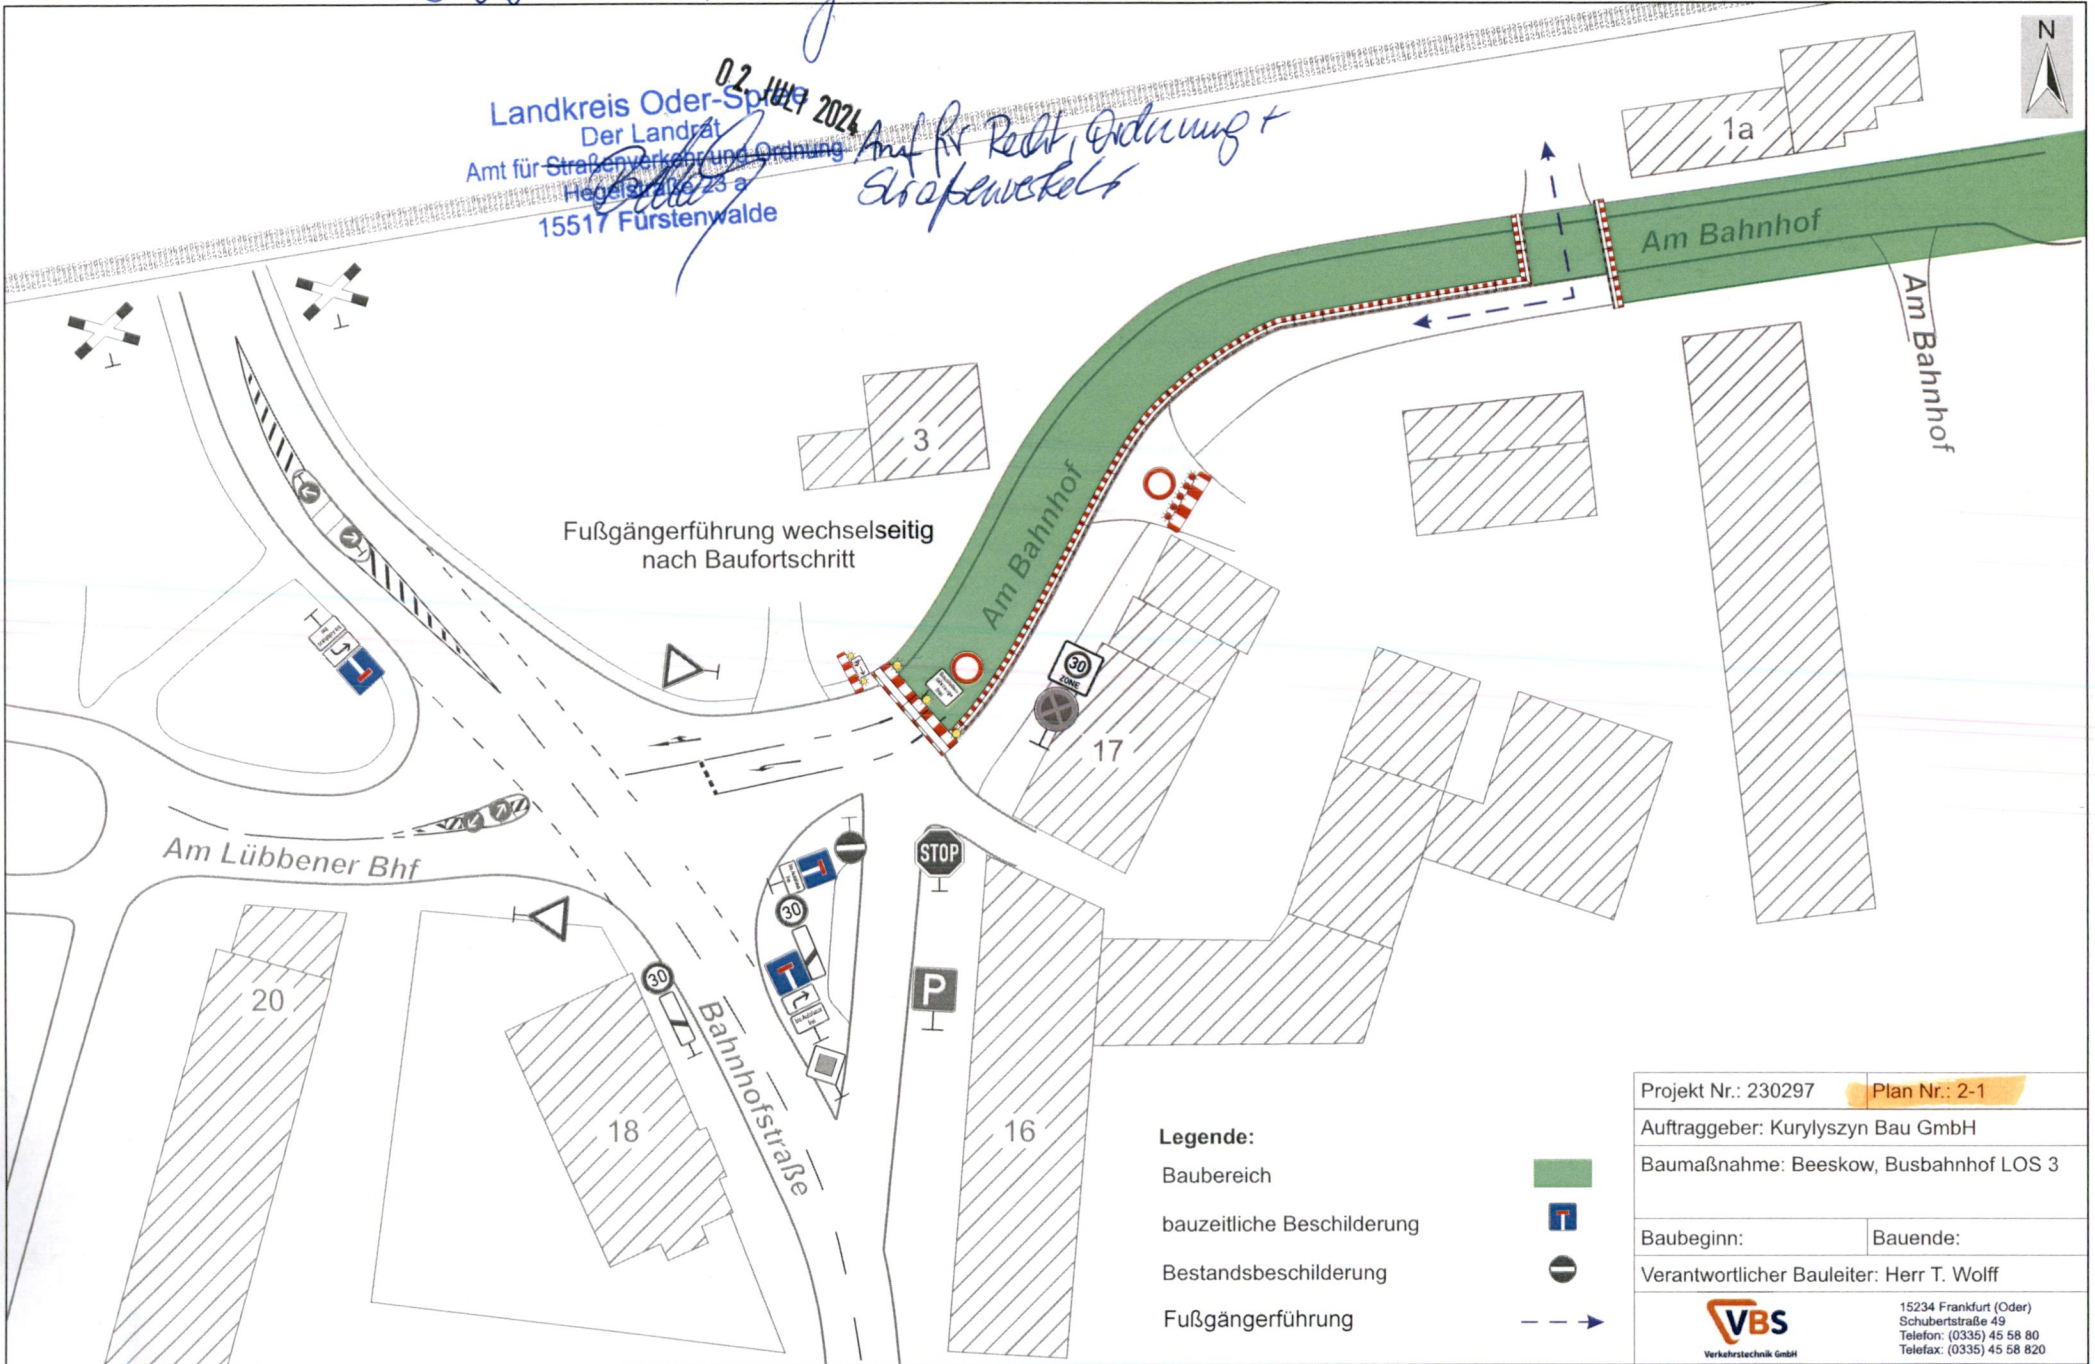 N
02. JULI 2024
Landkreis Oder-Spree
Der Landrat
Amt für Straßenverkehr und Ordnung
Hegelstraße 23 a
15517 Fürstenwalde
Amt für Recht, Ordnung +
Straßenverkehr
1a
Am Bahnhof
Am Bahnhof
3
Fußgängerführung wechselseitig
nach Baufortschritt
Am Bahnhof
30
ZONE
17
STOP
Am Lübbener Bhf
30
30
P
20
Bahnhofstraße
18
16
Legende:
Baubereich
bauzeitliche Beschilderung
Bestandsbeschilderung
Fußgängerführung
Projekt Nr.: 230297
Plan Nr.: 2-1
Auftraggeber: Kurylyszyn Bau GmbH
Baumaßnahme: Beeskow, Busbahnhof LOS 3
Baubeginn:
Bauende:
Verantwortlicher Bauleiter: Herr T. Wolff
VBS
Verkehrstechnik GmbH
15234 Frankfurt (Oder)
Schubertstraße 49
Telefon: (0335) 45 58 80
Telefax: (0335) 45 58 820